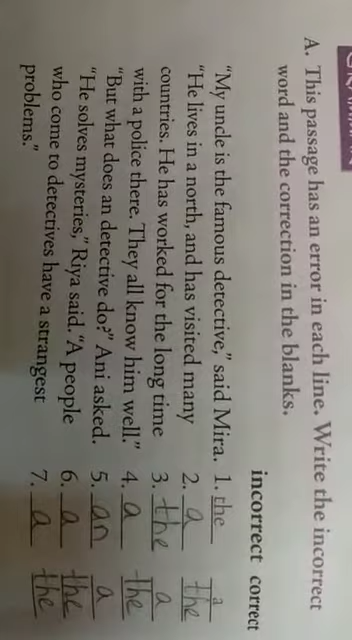 A. This passage has an error in each line. Write the incorrect
word and the correction in the blanks.
incorrect correct
"My uncle is the famous detective," said Mira. 1. the a
"He lives in a north, and has visited many 2. a the
countries. He has worked for the long time 3. the a
with a police there. They all know him well." 4. a the
"But what does an detective do?" Ani asked. 5. an a
"He solves mysteries," Riya said. "A people 6. a the
who come to detectives have a strangest 7. a the
problems."